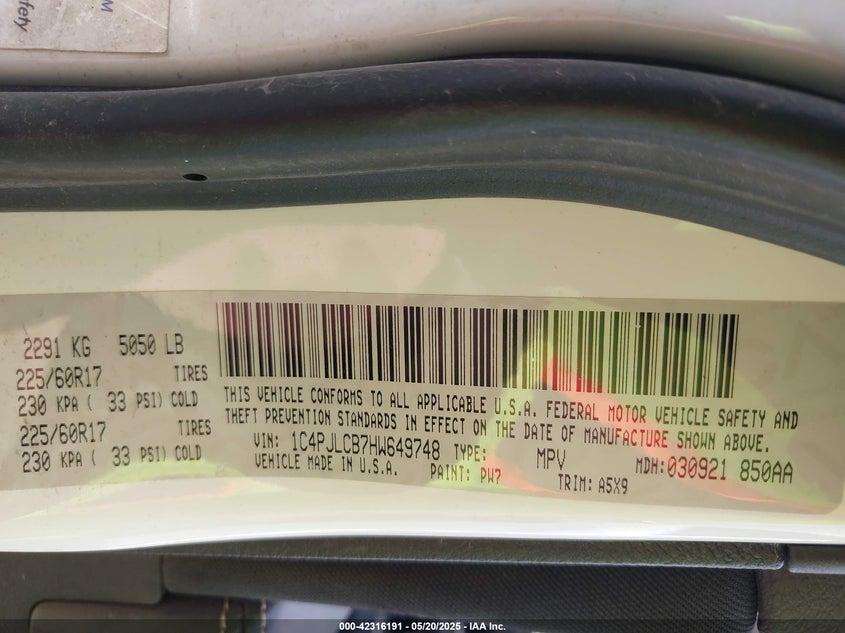 M
fety
2291 KG 5050 LB
225/60R17 TIRES
230 KPA ( 33 PSI) COLD
225/60R17 TIRES
230 KPA ( 33 PSI) COLD
THIS VEHICLE CONFORMS TO ALL APPLICABLE U.S.A. FEDERAL MOTOR VEHICLE SAFETY AND
THEFT PREVENTION STANDARDS IN EFFECT ON THE DATE OF MANUFACTURE SHOWN ABOVE.
VIN: 1C4PJLCB7HW649748 TYPE: MPV MDH: 030921 850AA
VEHICLE MADE IN U.S.A. PAINT: PW7 TRIM: A5X9
000-42316191 — 05/20/2025 — IAA Inc.